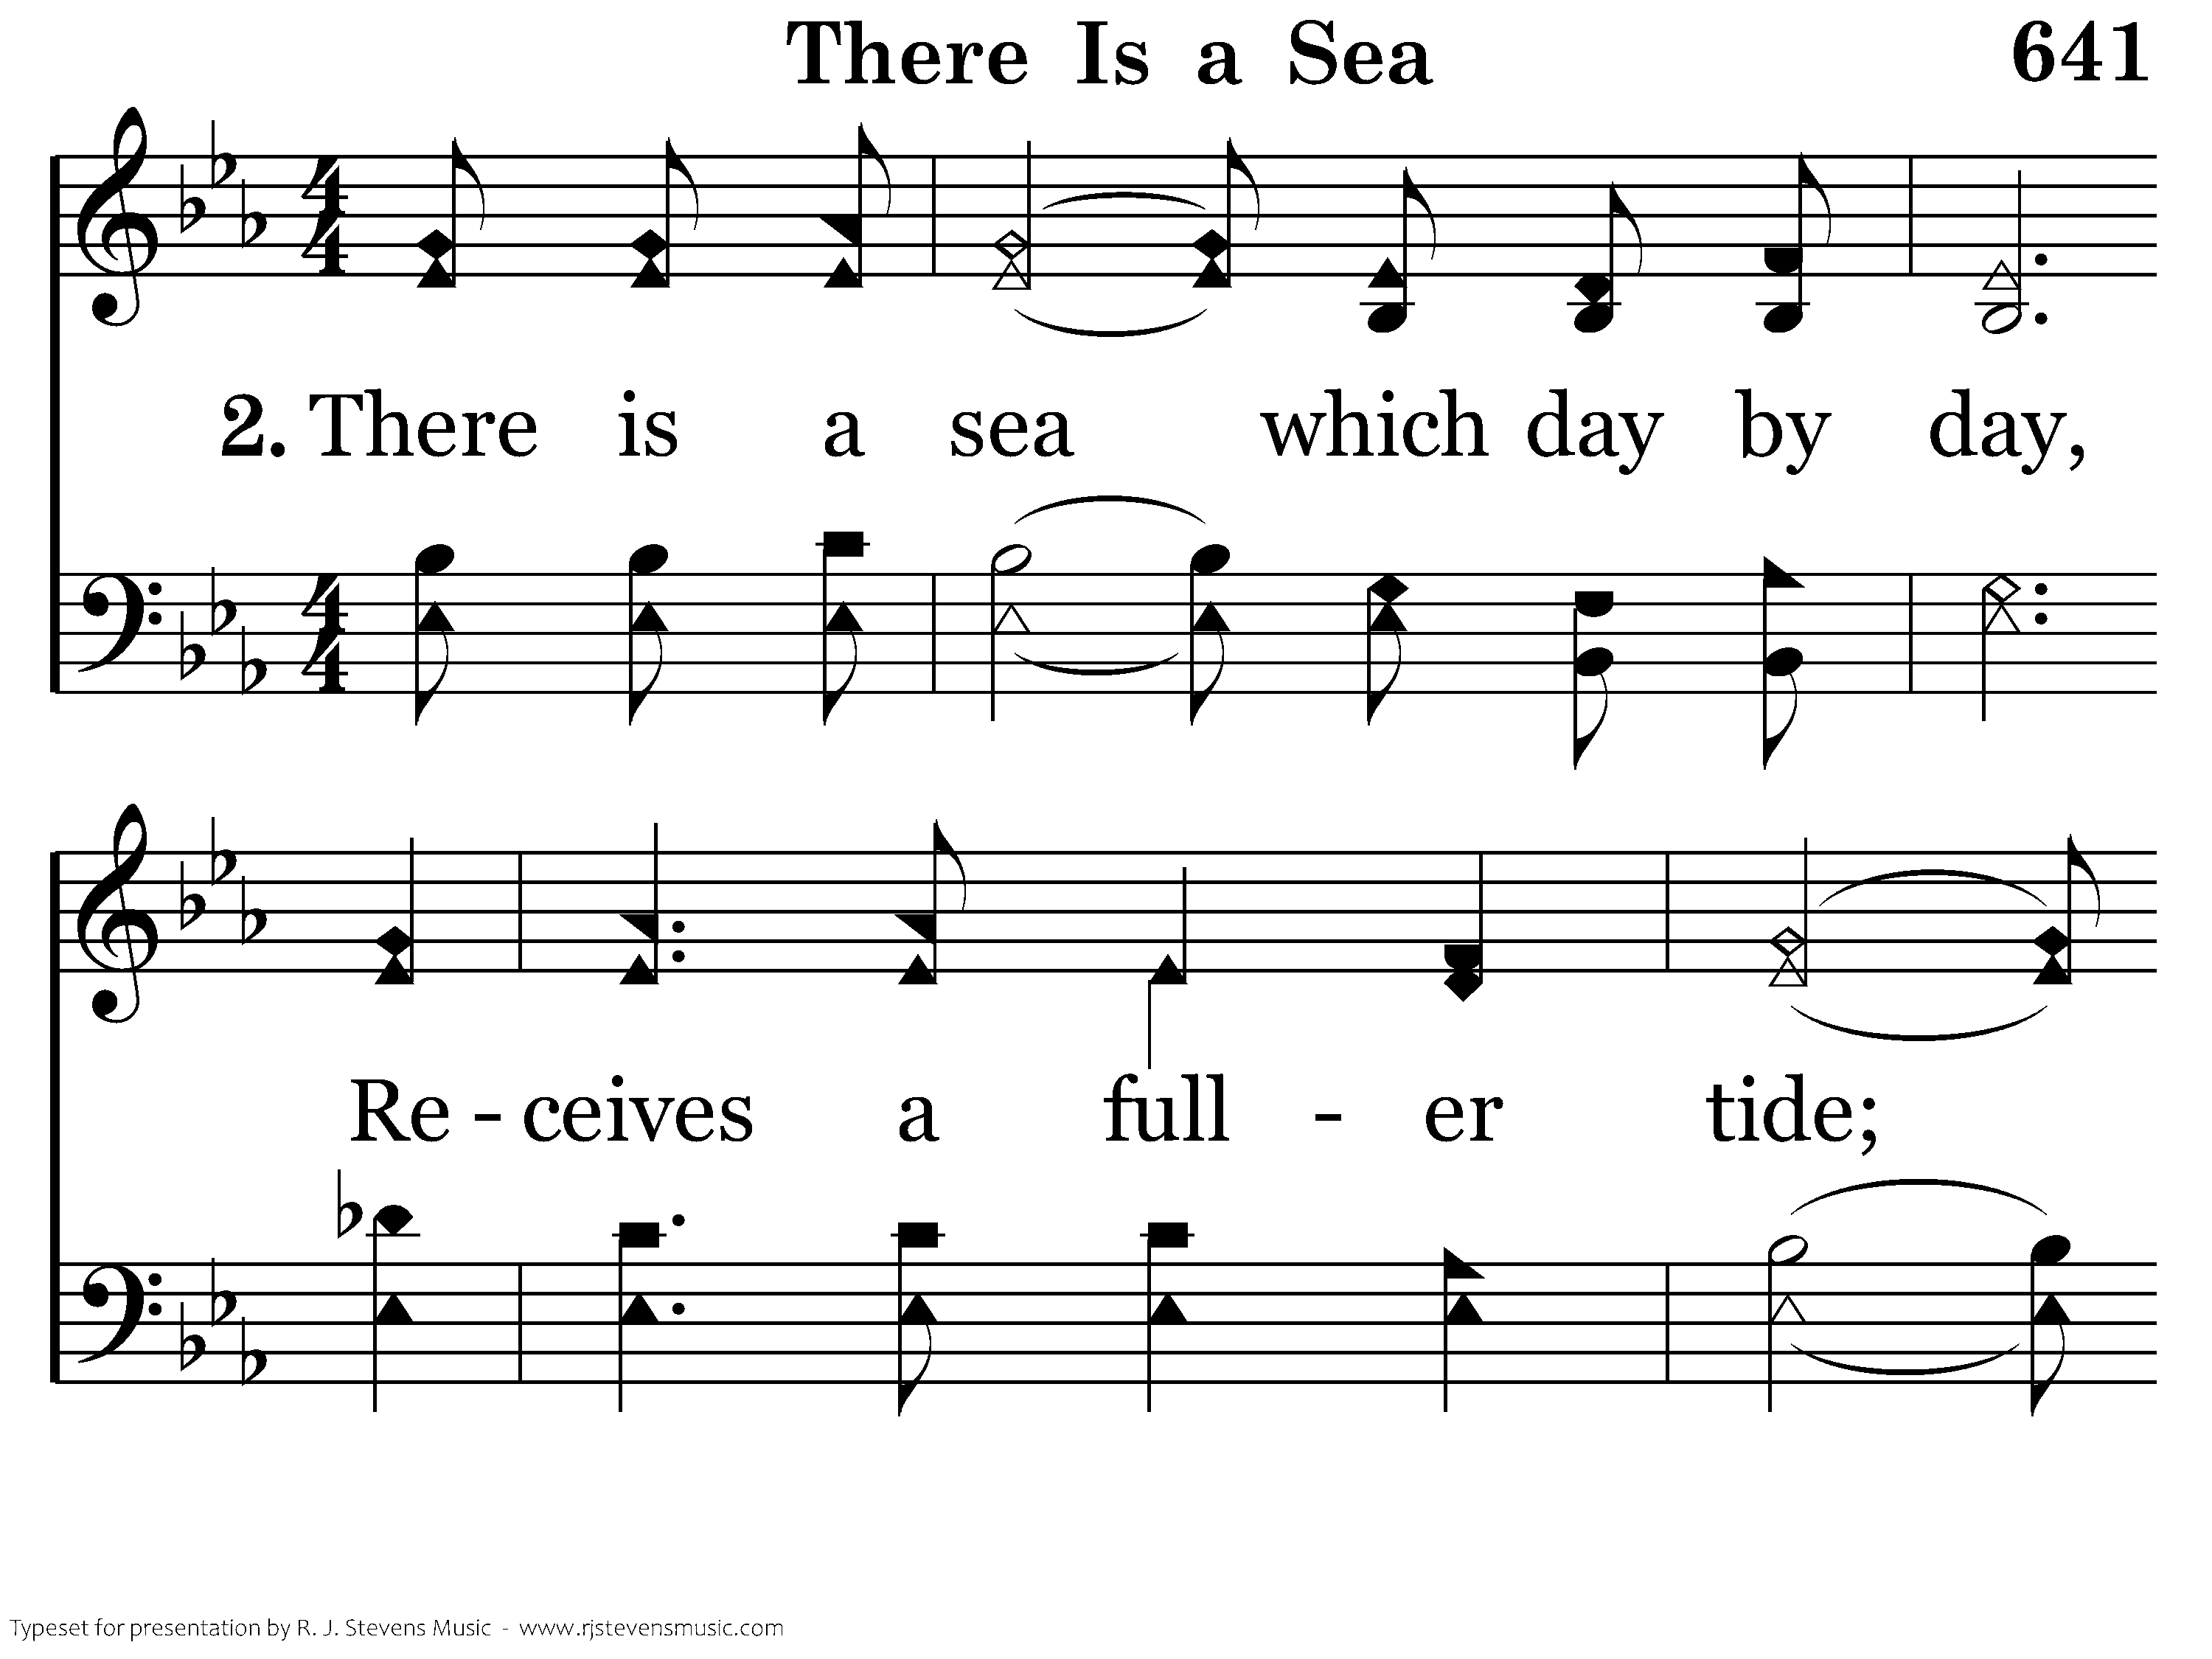 There Is a Sea 641
2. There is a sea which day by day,
Re - ceives a full - er tide;
Typeset for presentation by R. J. Stevens Music - www.rjstevensmusic.com